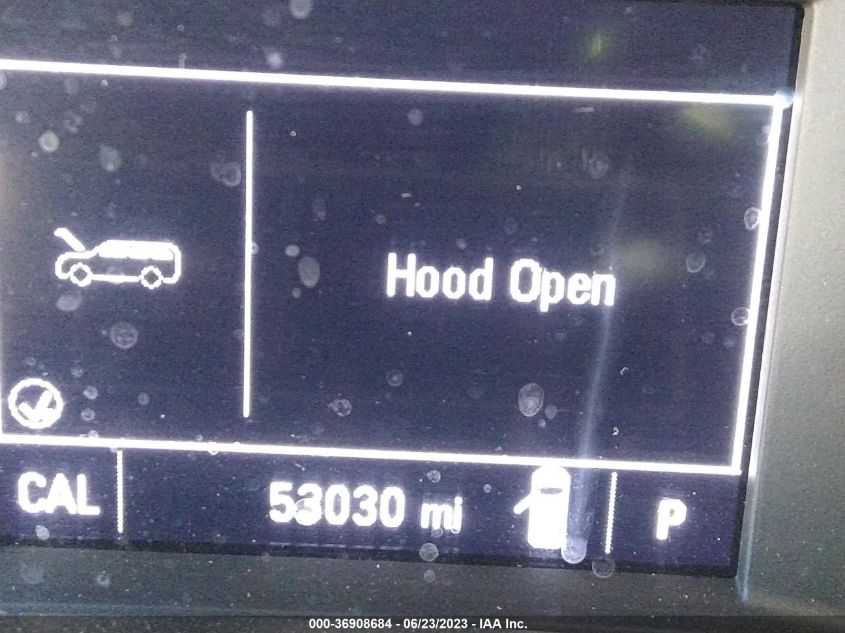 Hood Open
CAL 53030 mi P
000-36908684 - 06/23/2023 - IAA Inc.